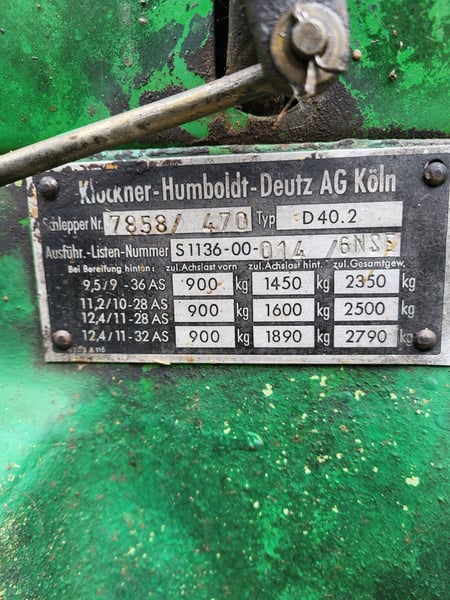 Klöckner-Humboldt-Deutz AG Köln
Schlepper Nr. 7858/ 470 Typ D40.2
Ausführ.-Listen-Nummer S1136-00-014 /6NSF
Bei Bereifung hinten: zul. Achslast vorn zul. Achslast hint. zul. Gesamtgew.
9,5/9 -36 AS 900 kg 1450 kg 2350 kg
11,2/10-28 AS
12,4/11-28 AS 900 kg 1600 kg 2500 kg
12,4/11-32 AS 900 kg 1890 kg 2790 kg